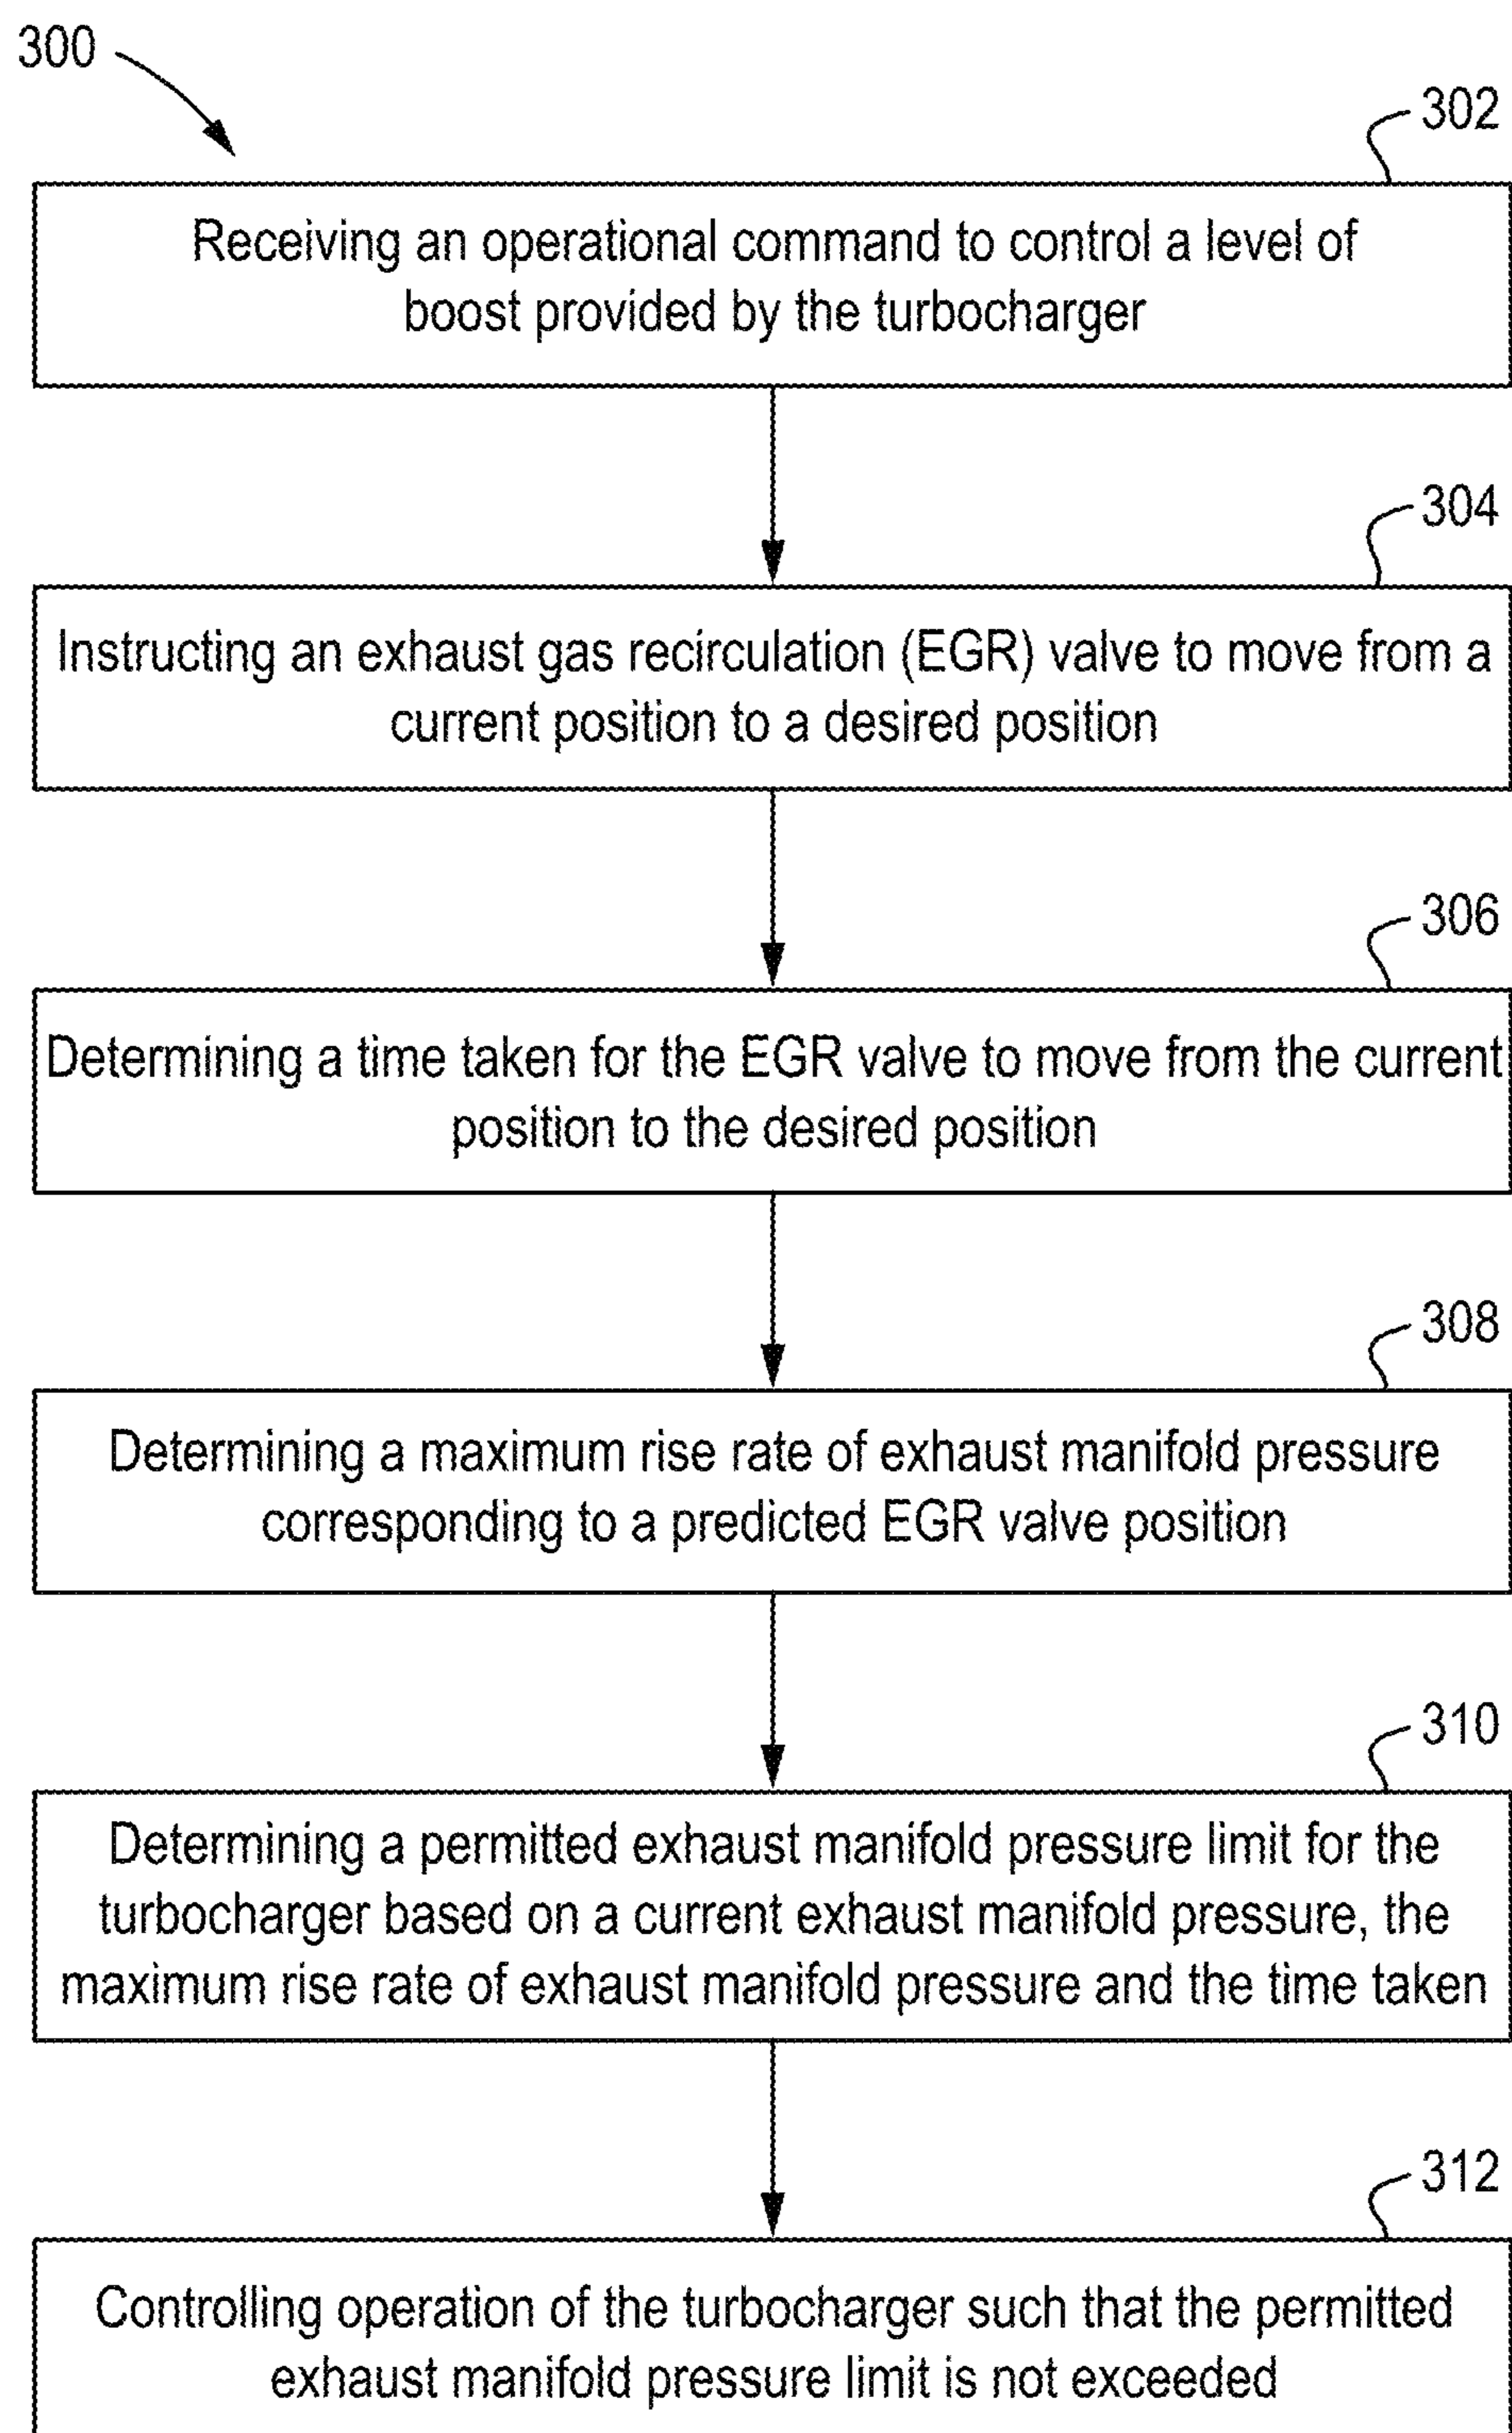 300
302
Receiving an operational command to control a level of
boost provided by the turbocharger
304
Instructing an exhaust gas recirculation (EGR) valve to move from a
current position to a desired position
306
Determining a time taken for the EGR valve to move from the current
position to the desired position
308
Determining a maximum rise rate of exhaust manifold pressure
corresponding to a predicted EGR valve position
310
Determining a permitted exhaust manifold pressure limit for the
turbocharger based on a current exhaust manifold pressure, the
maximum rise rate of exhaust manifold pressure and the time taken
312
Controlling operation of the turbocharger such that the permitted
exhaust manifold pressure limit is not exceeded